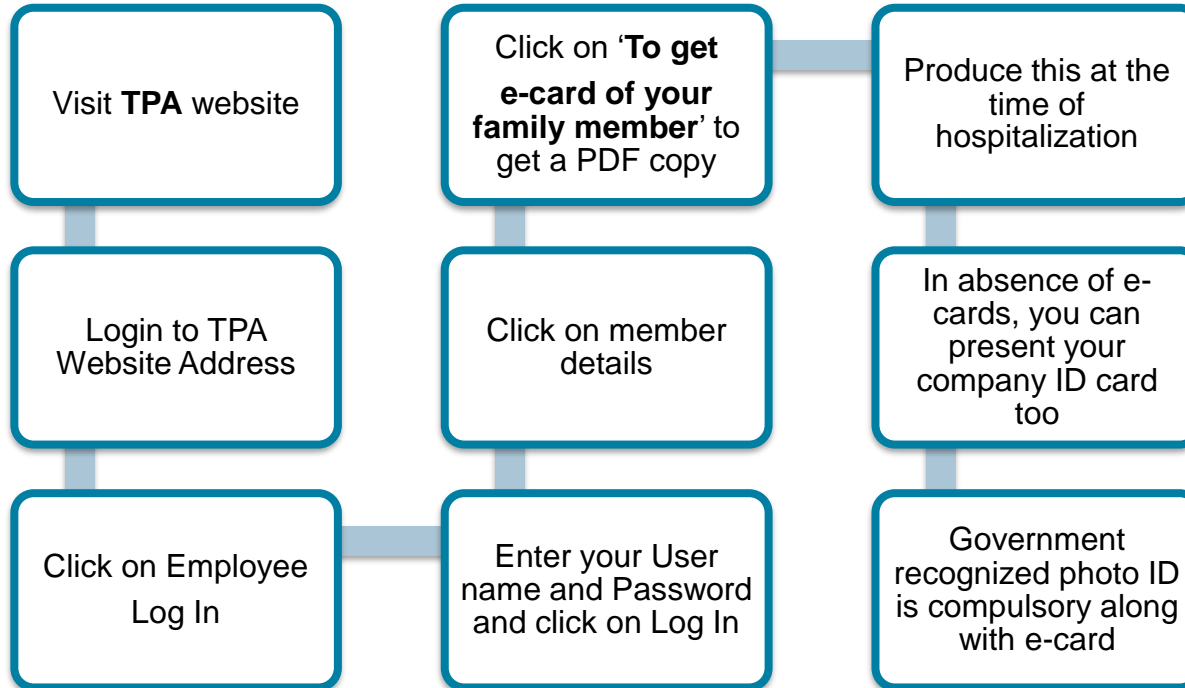 Visit TPA website
Login to TPA
Website Address
Click on Employee
Log In
Enter your User
name and Password
and click on Log In
Click on member
details
Click on ‘To get
e-card of your
family member’ to
get a PDF copy
Produce this at the
time of
hospitalization
In absence of e-
cards, you can
present your
company ID card
too
Government
recognized photo ID
is compulsory along
with e-card